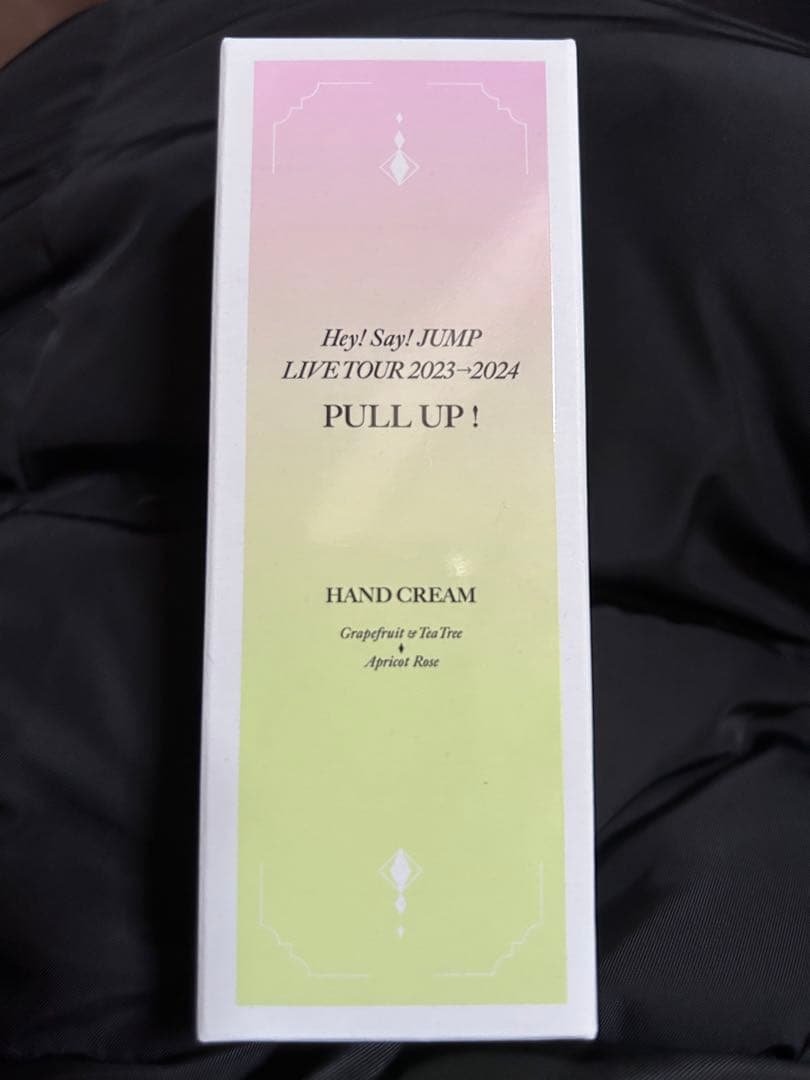 Hey! Say! JUMP
LIVE TOUR 2023→2024
PULL UP !
HAND CREAM
Grapefruit & Tea Tree
Apricot Rose